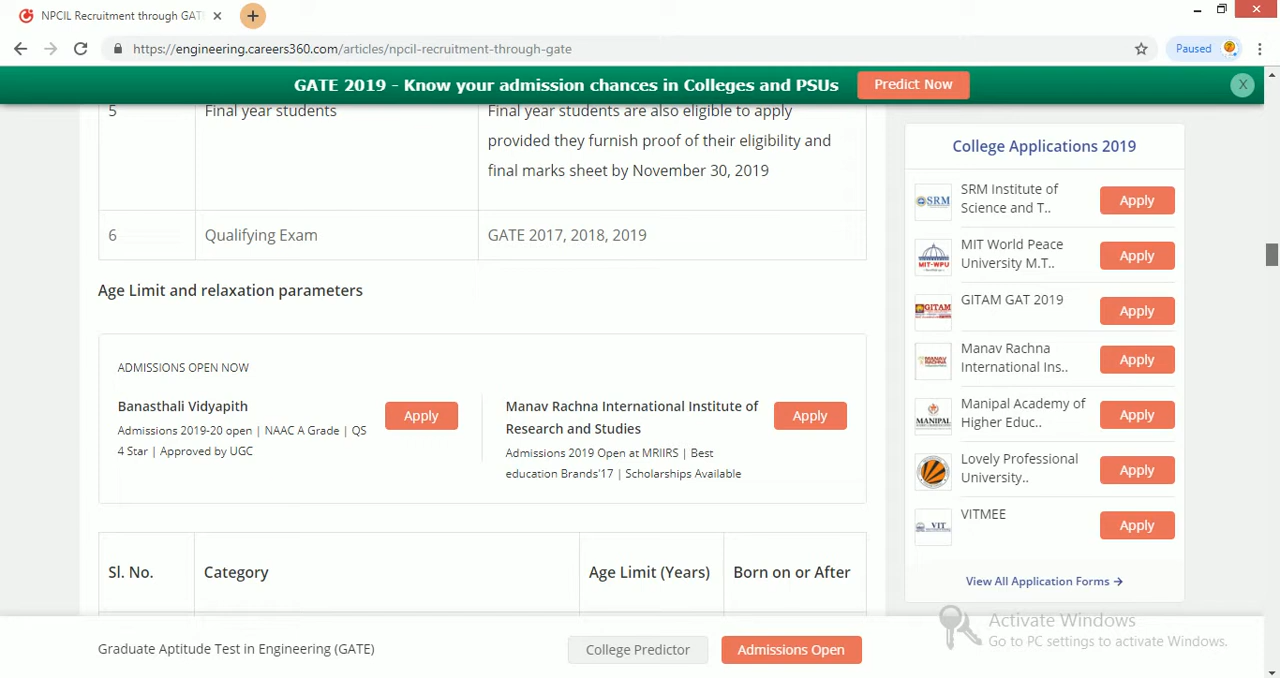 NPCIL Recruitment through GAT
https://engineering.careers360.com/articles/npcil-recruitment-through-gate
Paused
GATE 2019 - Know your admission chances in Colleges and PSUs
Predict Now
X
5
Final year students
Final year students are also eligible to apply
provided they furnish proof of their eligibility and
final marks sheet by November 30, 2019
6
Qualifying Exam
GATE 2017, 2018, 2019
Age Limit and relaxation parameters
ADMISSIONS OPEN NOW
Banasthali Vidyapith
Admissions 2019-20 open | NAAC A Grade | QS
4 Star | Approved by UGC
Apply
Manav Rachna International Institute of
Research and Studies
Admissions 2019 Open at MRIIRS | Best
education Brands'17 | Scholarships Available
Apply
Sl. No.
Category
Age Limit (Years)
Born on or After
College Applications 2019
SRM
SRM Institute of
Science and T..
Apply
MIT-WPU
MIT World Peace
University M.T..
Apply
GITAM
GITAM GAT 2019
Apply
MANAV
RACHNA
Manav Rachna
International Ins..
Apply
MANIPAL
Manipal Academy of
Higher Educ..
Apply
Lovely Professional
University..
Apply
VIT
VITMEE
Apply
View All Application Forms →
Graduate Aptitude Test in Engineering (GATE)
College Predictor
Admissions Open
Activate Windows
Go to PC settings to activate Windows.